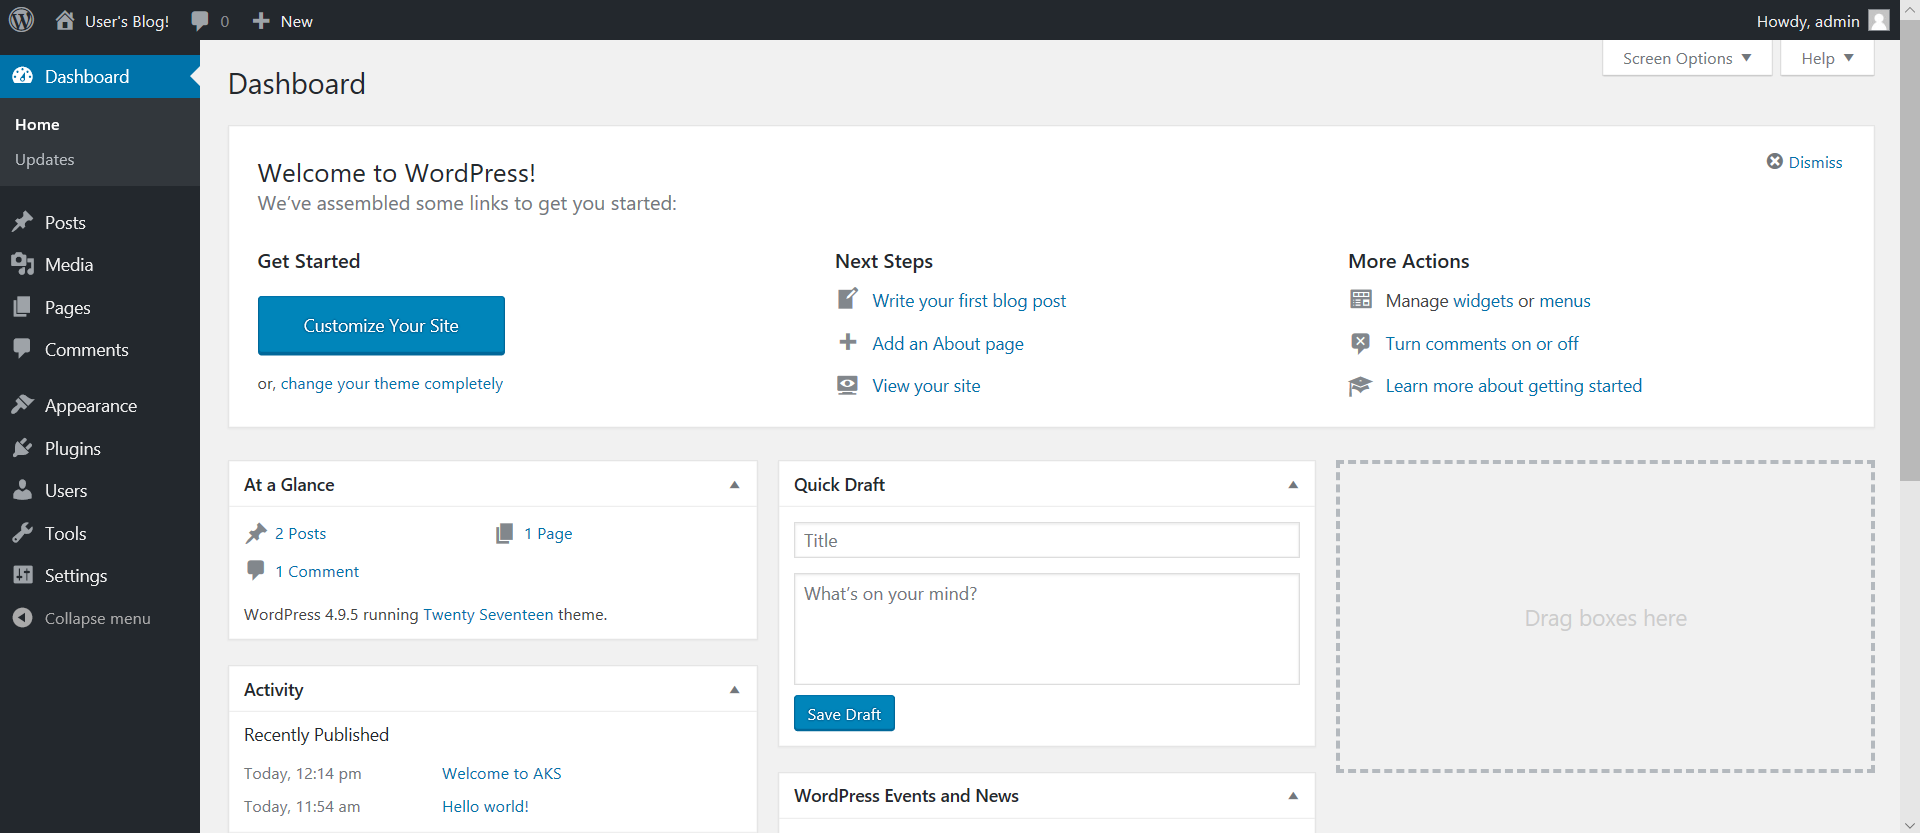 User's Blog! 0 New Howdy, admin
Dashboard
Home
Updates
Posts
Media
Pages
Comments
Appearance
Plugins
Users
Tools
Settings
Collapse menu
Screen Options Help
Dashboard
Welcome to WordPress!
We've assembled some links to get you started:
Dismiss
Get Started
Customize Your Site
or, change your theme completely
Next Steps
Write your first blog post
Add an About page
View your site
More Actions
Manage widgets or menus
Turn comments on or off
Learn more about getting started
At a Glance
2 Posts 1 Page
1 Comment
WordPress 4.9.5 running Twenty Seventeen theme.
Activity
Recently Published
Today, 12:14 pm Welcome to AKS
Today, 11:54 am Hello world!
Quick Draft
Title
What's on your mind?
Save Draft
WordPress Events and News
Drag boxes here